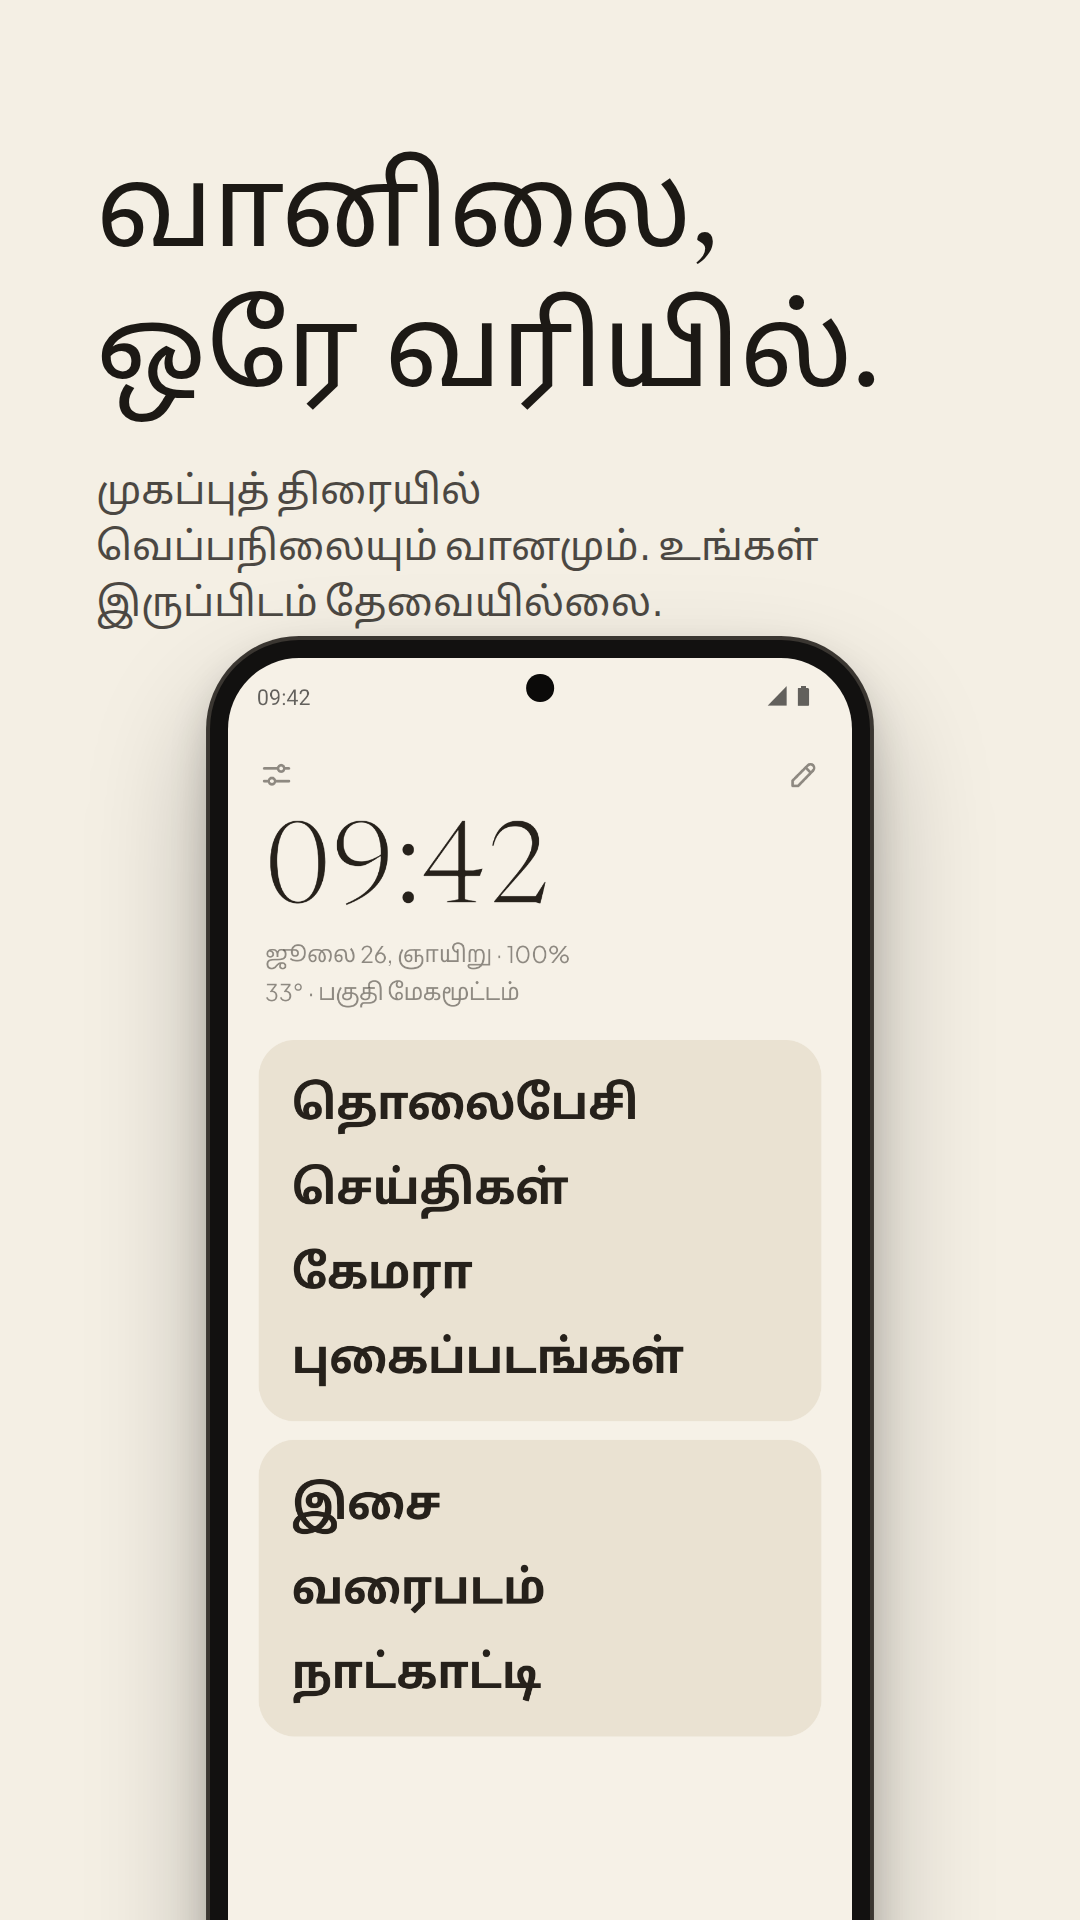 வானிலை,
ஒரே வரியில்.
முகப்புத் திரையில்
வெப்பநிலையும் வானமும். உங்கள்
இருப்பிடம் தேவையில்லை.
09:42
09:42
ஜூலை 26, ஞாயிறு · 100%
33° · பகுதி மேகமூட்டம்
தொலைபேசி
செய்திகள்
கேமரா
புகைப்படங்கள்
இசை
வரைபடம்
நாட்காட்டி